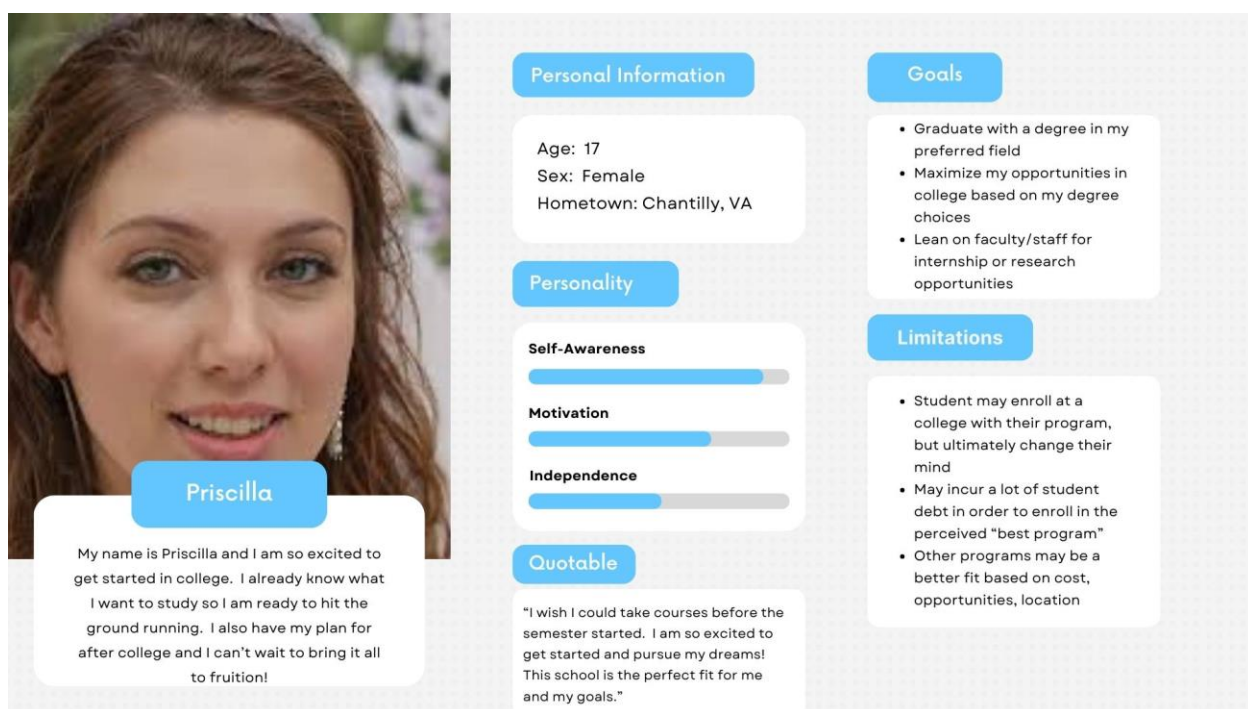 Priscilla
My name is Priscilla and I am so excited to
get started in college.  I already know what
I want to study so I am ready to hit the
ground running.  I also have my plan for
after college and I can't wait to bring it all
to fruition!
Personal Information
Age:  17
Sex:  Female
Hometown: Chantilly, VA
Personality
Self-Awareness
Motivation
Independence
Quotable
“I wish I could take courses before the
semester started.  I am so excited to
get started and pursue my dreams!
This school is the perfect fit for me
and my goals.”
Goals
• Graduate with a degree in my
preferred field
• Maximize my opportunities in
college based on my degree
choices
• Lean on faculty/staff for
internship or research
opportunities
Limitations
• Student may enroll at a
college with their program,
but ultimately change their
mind
• May incur a lot of student
debt in order to enroll in the
perceived “best program”
• Other programs may be a
better fit based on cost,
opportunities, location